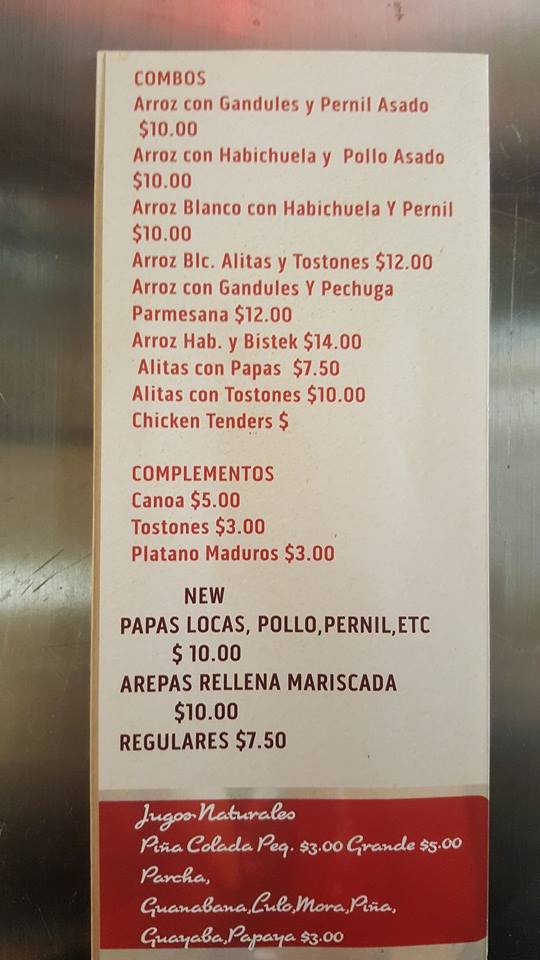 COMBOS
Arroz con Gandules y Pernil Asado
$10.00
Arroz con Habichuela y Pollo Asado
$10.00
Arroz Blanco con Habichuela Y Pernil
$10.00
Arroz Blc. Alitas y Tostones $12.00
Arroz con Gandules Y Pechuga
Parmesana $12.00
Arroz Hab. y Bistek $14.00
Alitas con Papas $7.50
Alitas con Tostones $10.00
Chicken Tenders $
COMPLEMENTOS
Canoa $5.00
Tostones $3.00
Platano Maduros $3.00
NEW
PAPAS LOCAS, POLLO,PERNIL,ETC
$ 10.00
AREPAS RELLENA MARISCADA
$10.00
REGULARES $7.50
Jugos Naturales
Piña Colada Peq. $3.00 Grande $5.00
Parcha,
Guanabana,Lulo,Mora,Piña,
Guayaba,Papaya $3.00